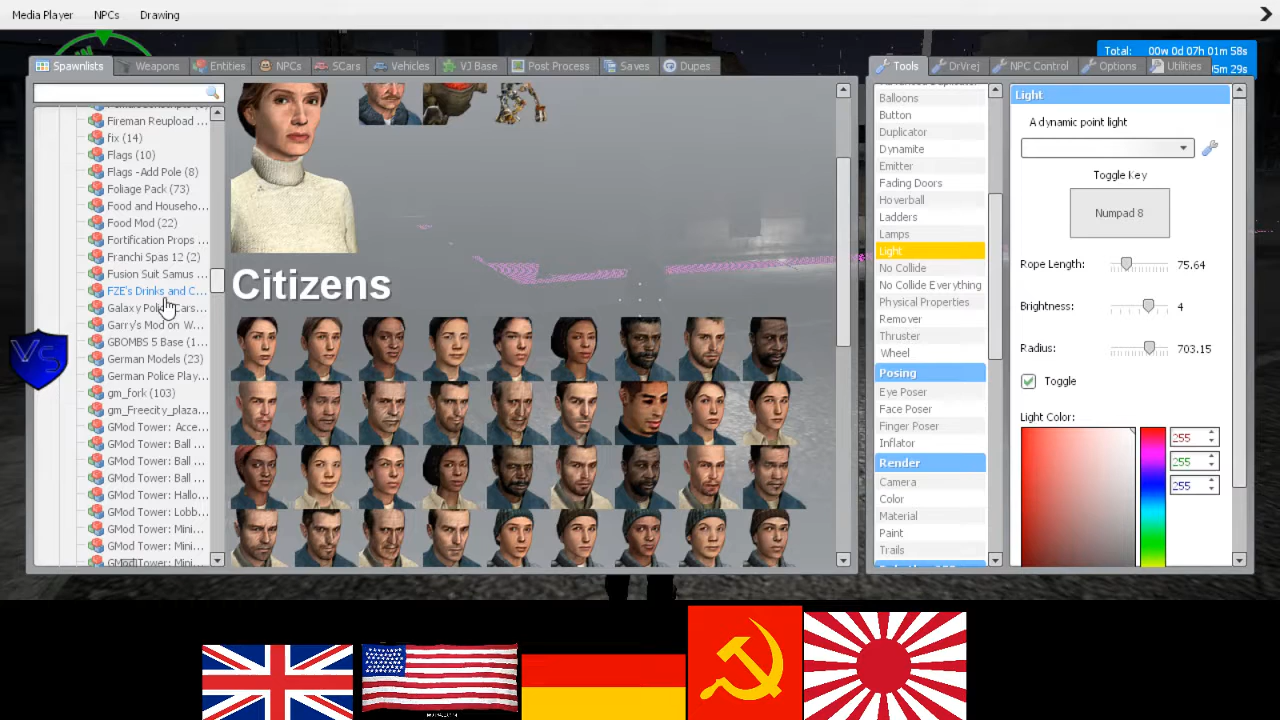 Media Player NPCs Drawing
Total: 00w 0d 07h 01m 58s
05m 29s
Spawnlists Weapons Entities NPCs SCars Vehicles VJ Base Post Process Saves Dupes
Fireman Reupload ...
fix (14)
Flags (10)
Flags -Add Pole (8)
Foliage Pack (73)
Food and Househo...
Food Mod (22)
Fortification Props ...
Franchi Spas 12 (2)
Fusion Suit Samus ...
FZE's Drinks and C...
Galaxy Police Cars...
Garry's Mod on W...
GBOMBS 5 Base (1...
German Models (23)
German Police Play...
gm_fork (103)
gm_Freecity_plaza...
GMod Tower: Acce...
GMod Tower: Ball ...
GMod Tower: Ball ...
GMod Tower: Ball ...
GMod Tower: Hallo...
GMod Tower: Lobb...
GMod Tower: Mini...
GMod Tower: Mini...
GMod Tower: Mini...
VS
Citizens
Tools DrVrej NPC Control Options Utilities
Balloons
Button
Duplicator
Dynamite
Emitter
Fading Doors
Hoverball
Ladders
Lamps
Light
No Collide
No Collide Everything
Physical Properties
Remover
Thruster
Wheel
Posing
Eye Poser
Face Poser
Finger Poser
Inflator
Render
Camera
Color
Material
Paint
Trails
Light
A dynamic point light
Toggle Key
Numpad 8
Rope Length: 75.64
Brightness: 4
Radius: 703.15
Toggle
Light Color:
255
255
255